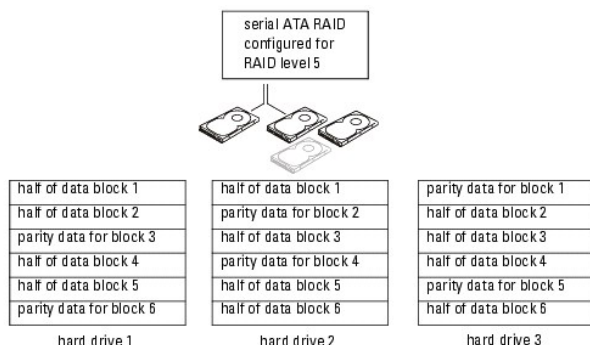 serial ATA RAID
configured for
RAID level 5
half of data block 1
half of data block 2
parity data for block 3
half of data block 4
half of data block 5
parity data for block 6
hard drive 1
half of data block 1
parity data for block 2
half of data block 3
parity data for block 4
half of data block 5
half of data block 6
hard drive 2
parity data for block 1
half of data block 2
half of data block 3
half of data block 4
parity data for block 5
half of data block 6
hard drive 3